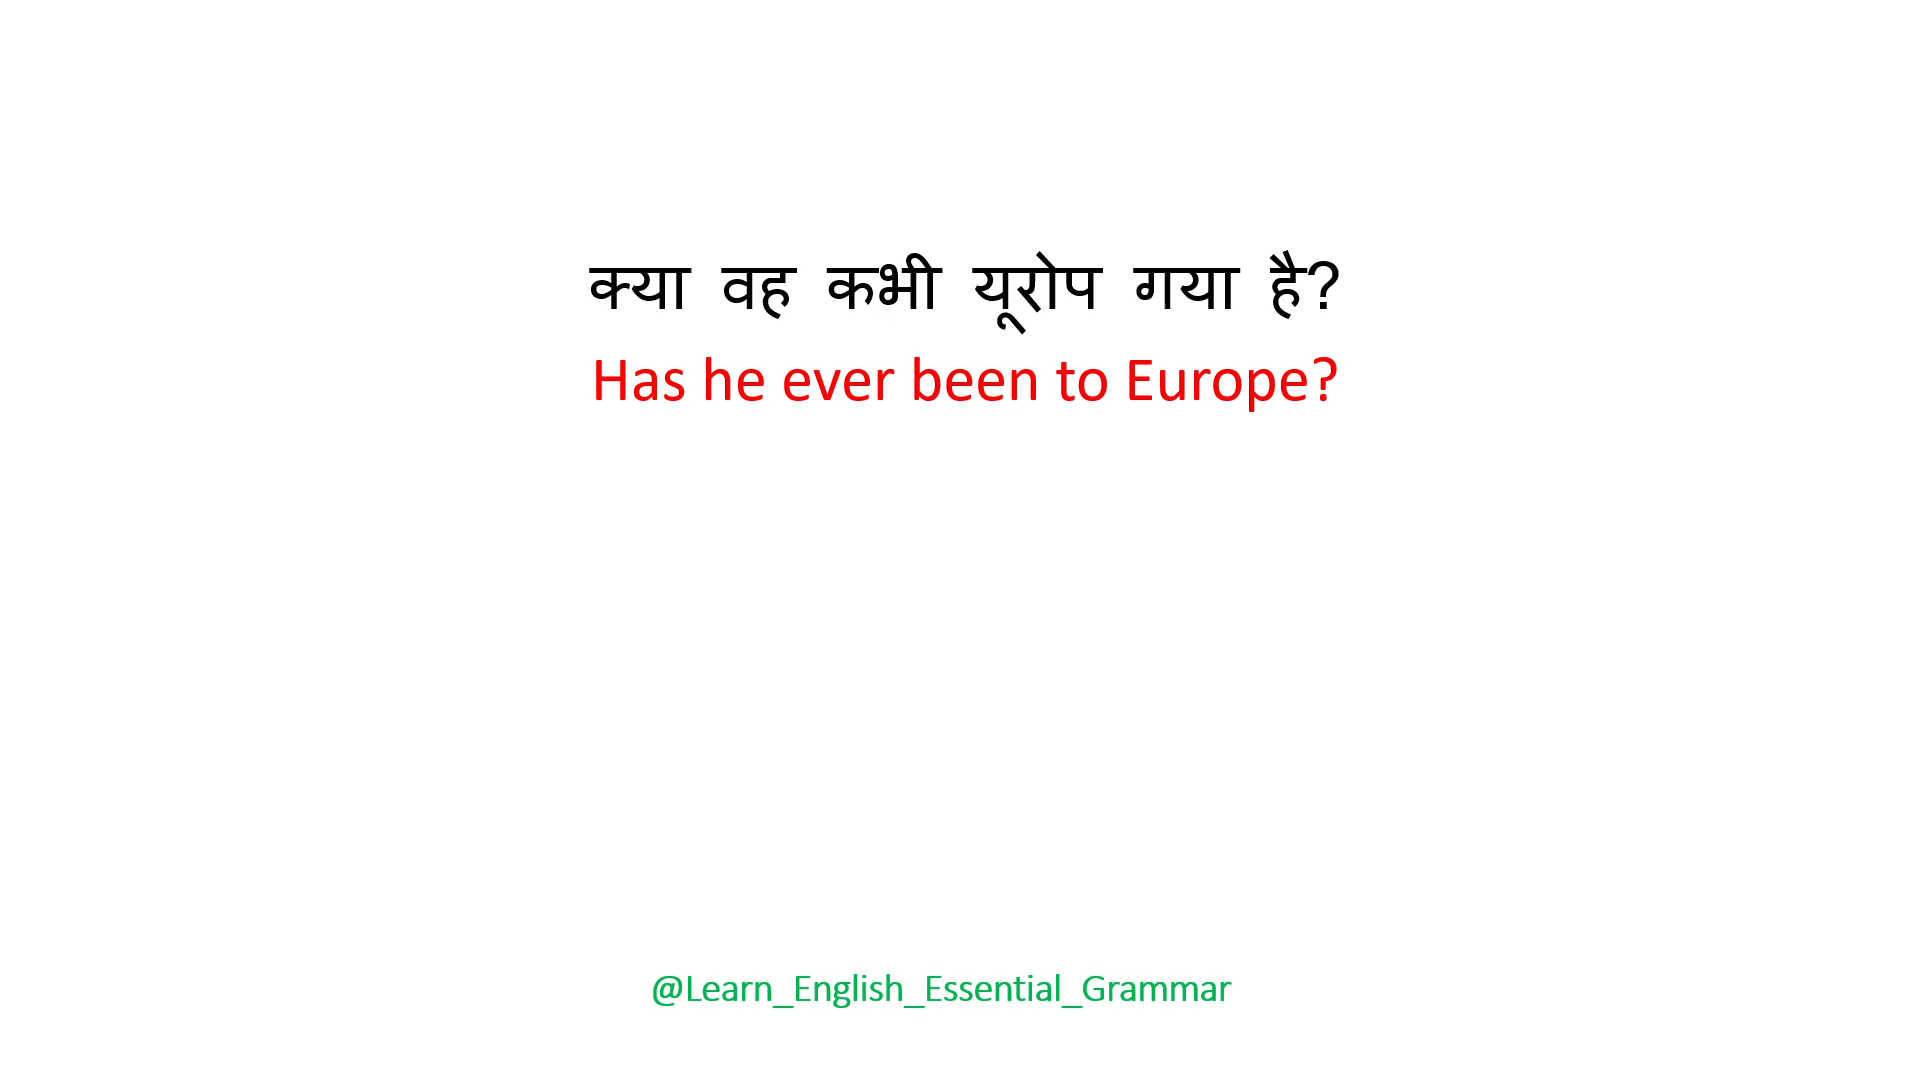 क्या वह कभी यूरोप गया है?
Has he ever been to Europe?
@Learn_English_Essential_Grammar